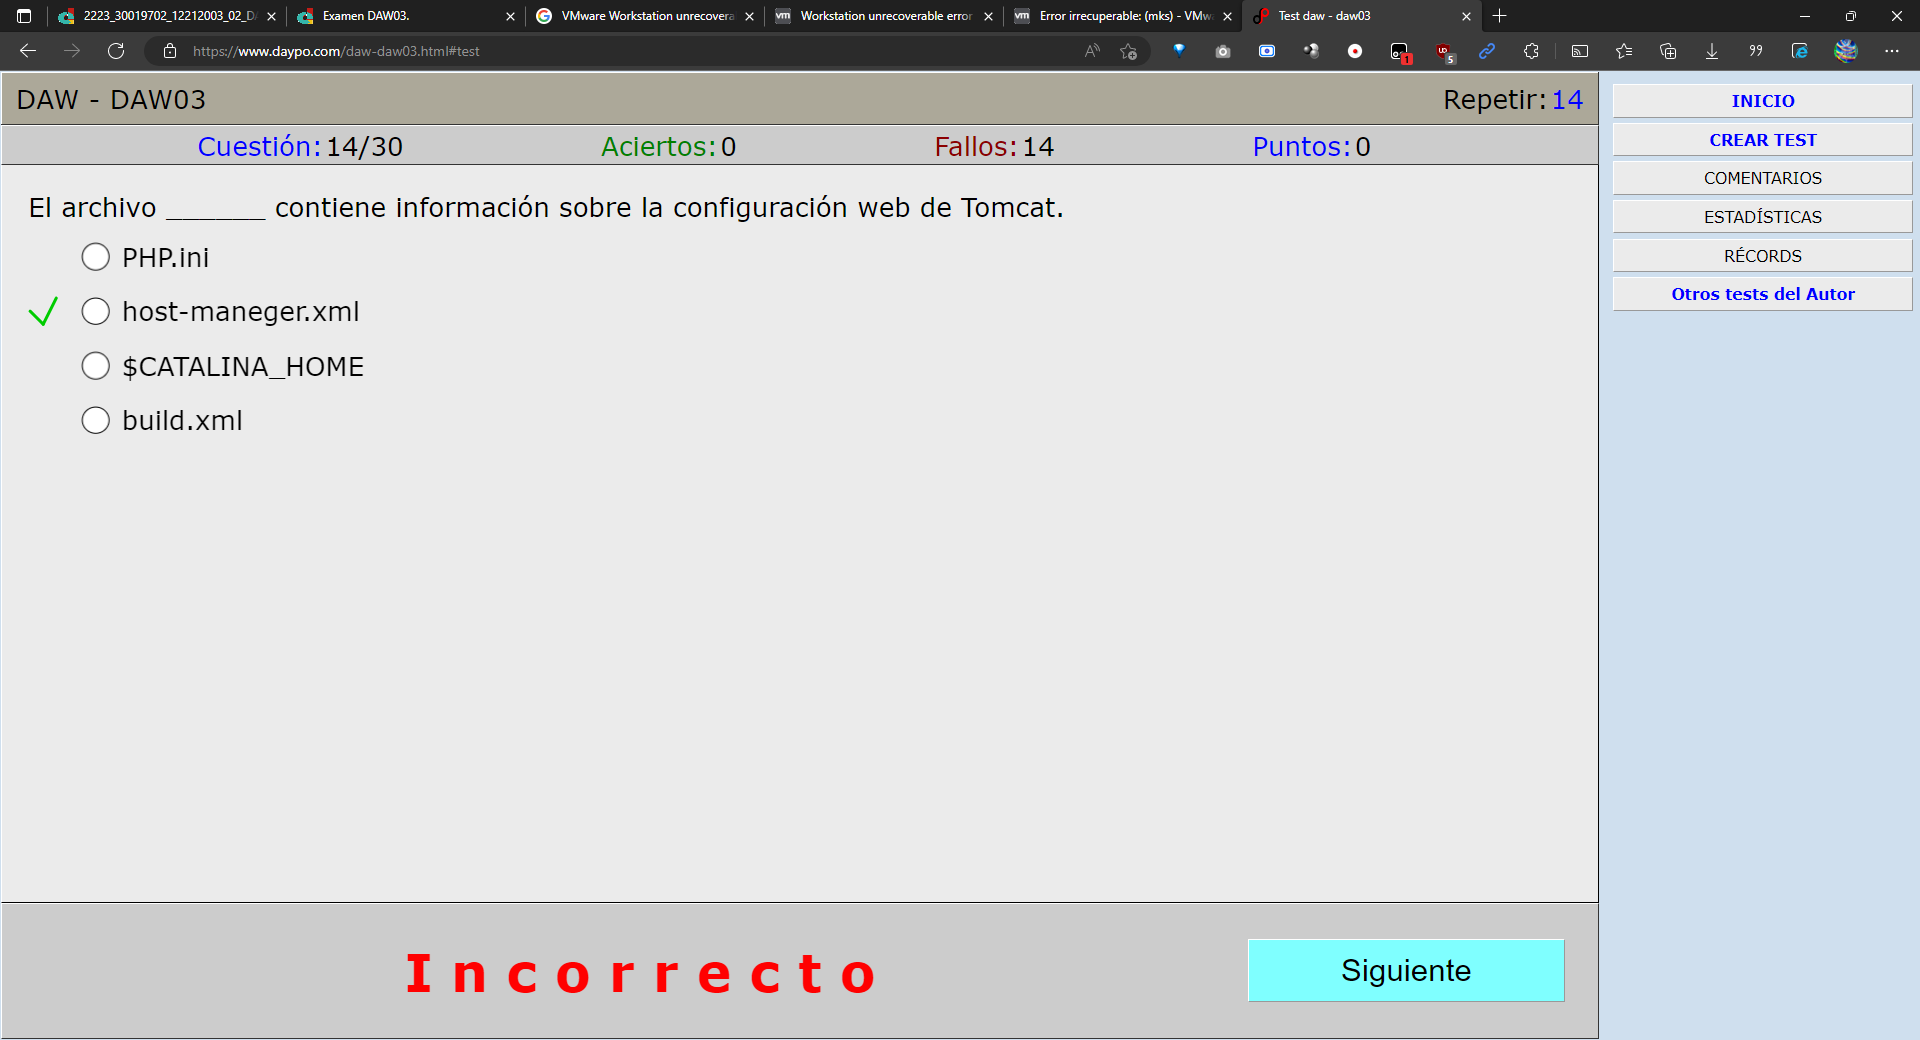 2223_30019702_12212003_02_D
Examen DAW03.
VMware Workstation unrecovera
Workstation unrecoverable error
Error irrecuperable: (mks) - VMw
Test daw - daw03
https://www.daypo.com/daw-daw03.html#test
1
5
DAW - DAW03
Repetir: 14
Cuestión: 14/30
Aciertos: 0
Fallos: 14
Puntos: 0
El archivo ______ contiene información sobre la configuración web de Tomcat.
PHP.ini
host-maneger.xml
$CATALINA_HOME
build.xml
Incorrecto
Siguiente
INICIO
CREAR TEST
COMENTARIOS
ESTADÍSTICAS
RÉCORDS
Otros tests del Autor